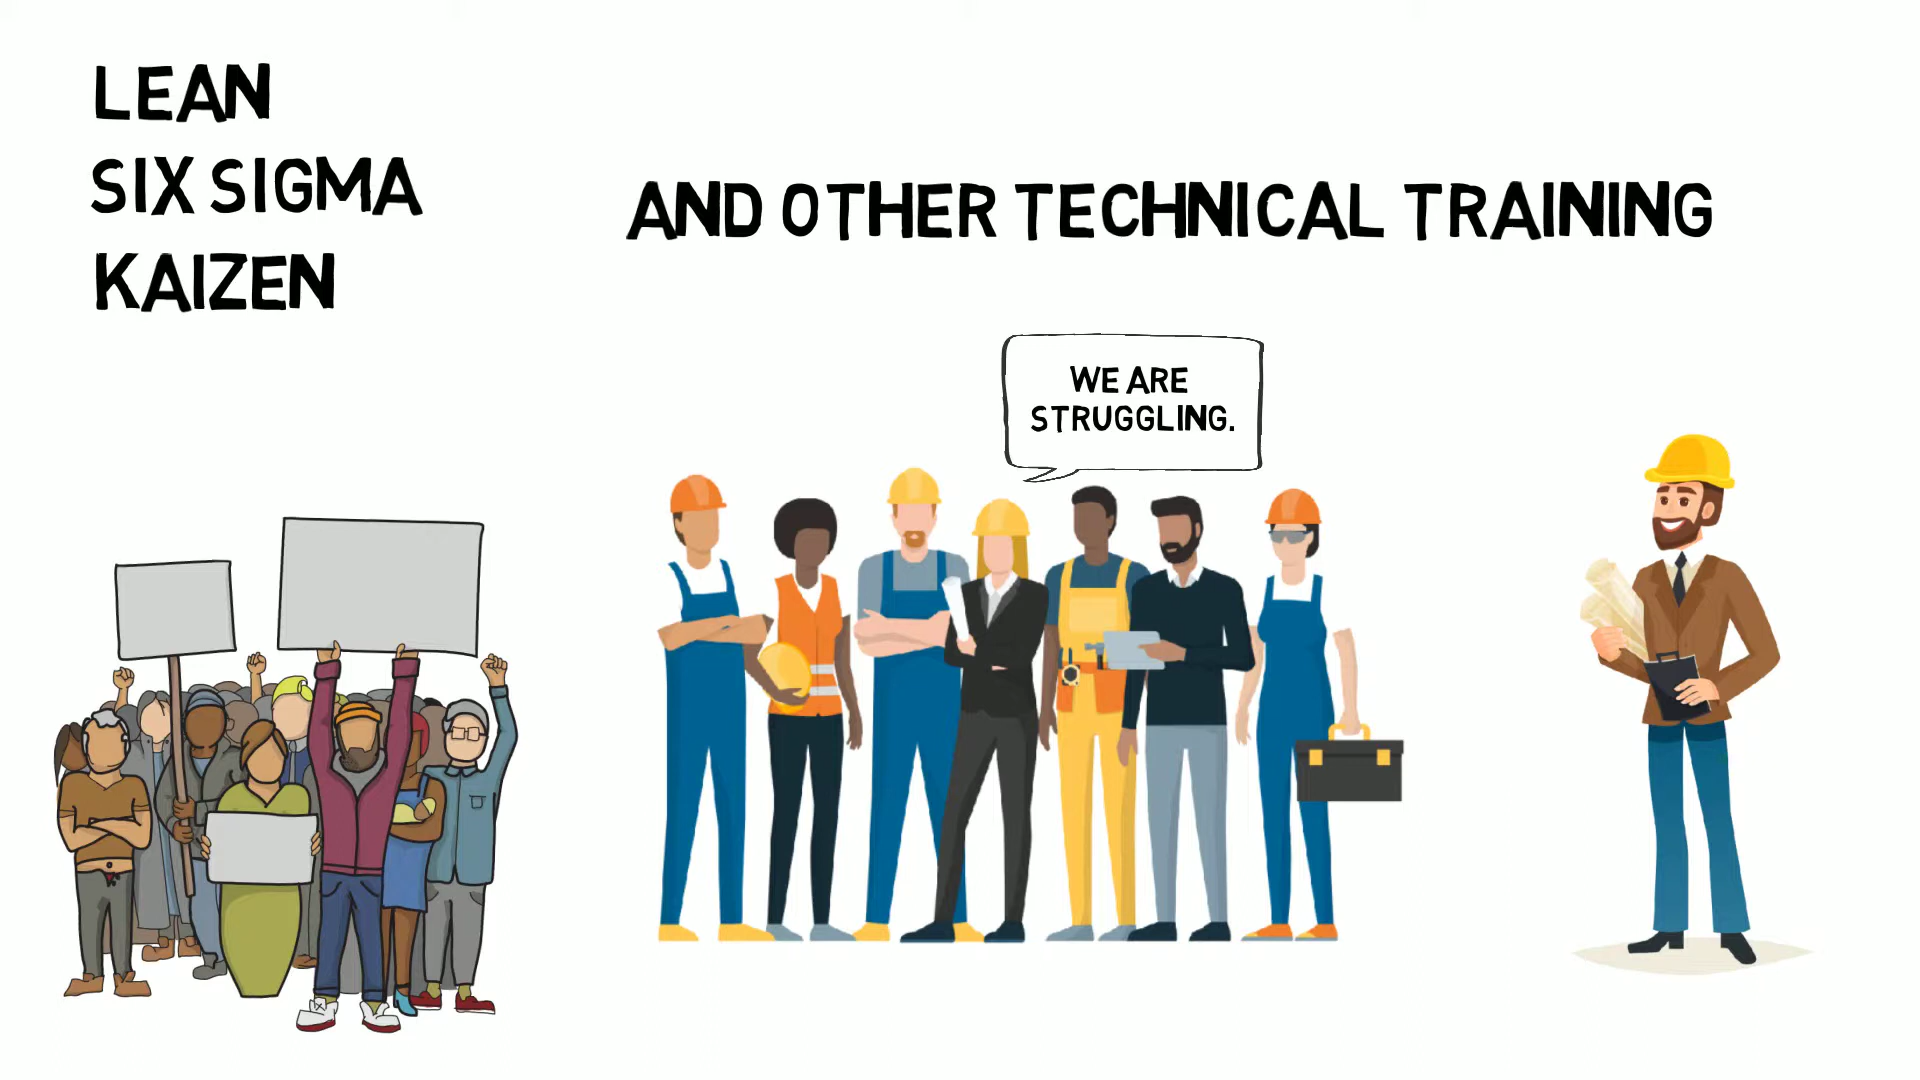 LEAN
SIX SIGMA
KAIZEN
AND OTHER TECHNICAL TRAINING
WE ARE
STRUGGLING.